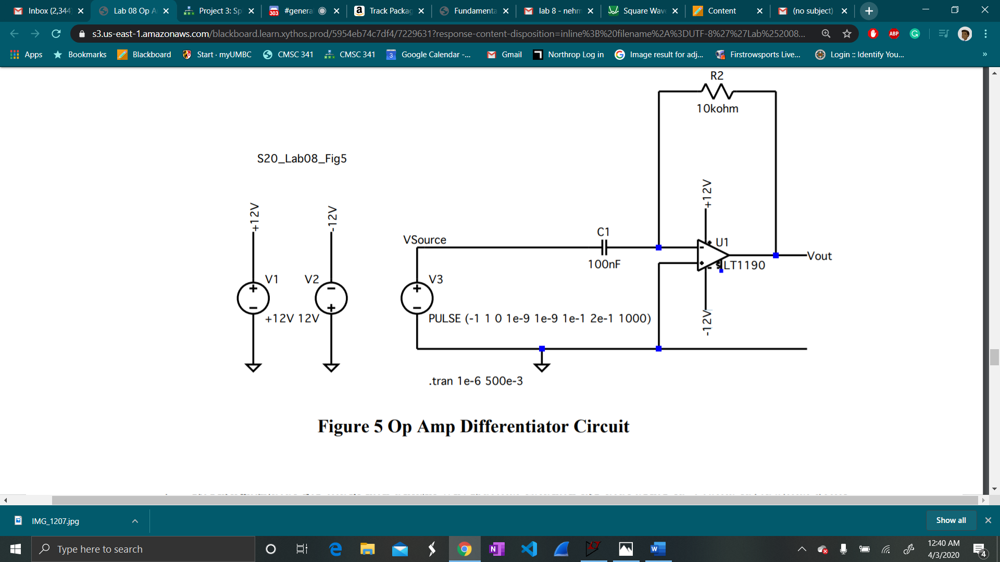 Inbox (2,344
Lab 08 Op A
Project 3: Sp
#genera
Track Packag
Fundamenta
lab 8 - nehm
Square Wave
Content
(no subject)
s3.us-east-1.amazonaws.com/blackboard.learn.xythos.prod/5954eb74c7df4/7229631?response-content-disposition=inline%3B%20filename%2A%3DUTF-8%27%27Lab%252008...
ABP
Apps
Bookmarks
Blackboard
Start · myUMBC
CMSC 341
CMSC 341
Google Calendar -...
Gmail
Northrop Log in
Image result for adj...
Firstrowsports Live...
Login :: Identify You...
»
R2
10kohm
S20_Lab08_Fig5
+12V
-12V
+12V
VSource
C1
100nF
U1
LT1190
Vout
V1
V2
V3
+12V 12V
PULSE (-1 1 0 1e-9 1e-9 1e-1 2e-1 1000)
-12V
.tran 1e-6 500e-3
Figure 5 Op Amp Differentiator Circuit
IMG_1207.jpg
Show all
Type here to search
12:40 AM
4/3/2020
4